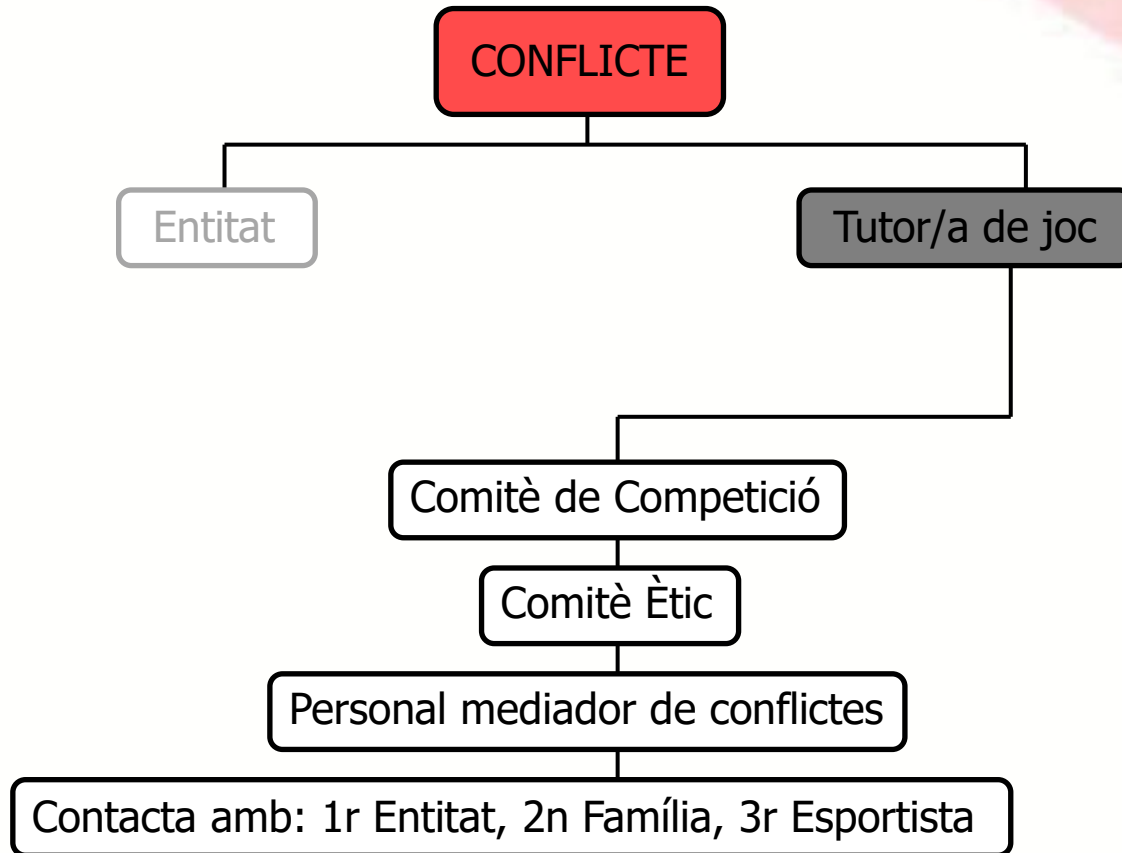 CONFLICTE
Entitat
Tutor/a de joc
Comitè de Competició
Comitè Ètic
Personal mediador de conflictes
Contacta amb: 1r Entitat, 2n Família, 3r Esportista